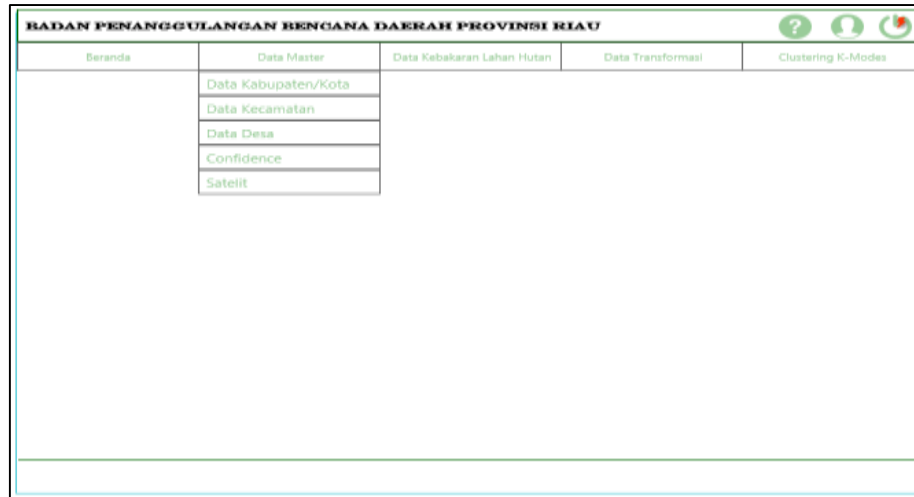 BADAN PENANGGULANGAN BENCANA DAERAH PROVINSI RIAU
?
Beranda Data Master Data Kebakaran Lahan Hutan Data Transformasi Clustering K-Modes
Data Kabupaten/Kota
Data Kecamatan
Data Desa
Confidence
Satelit